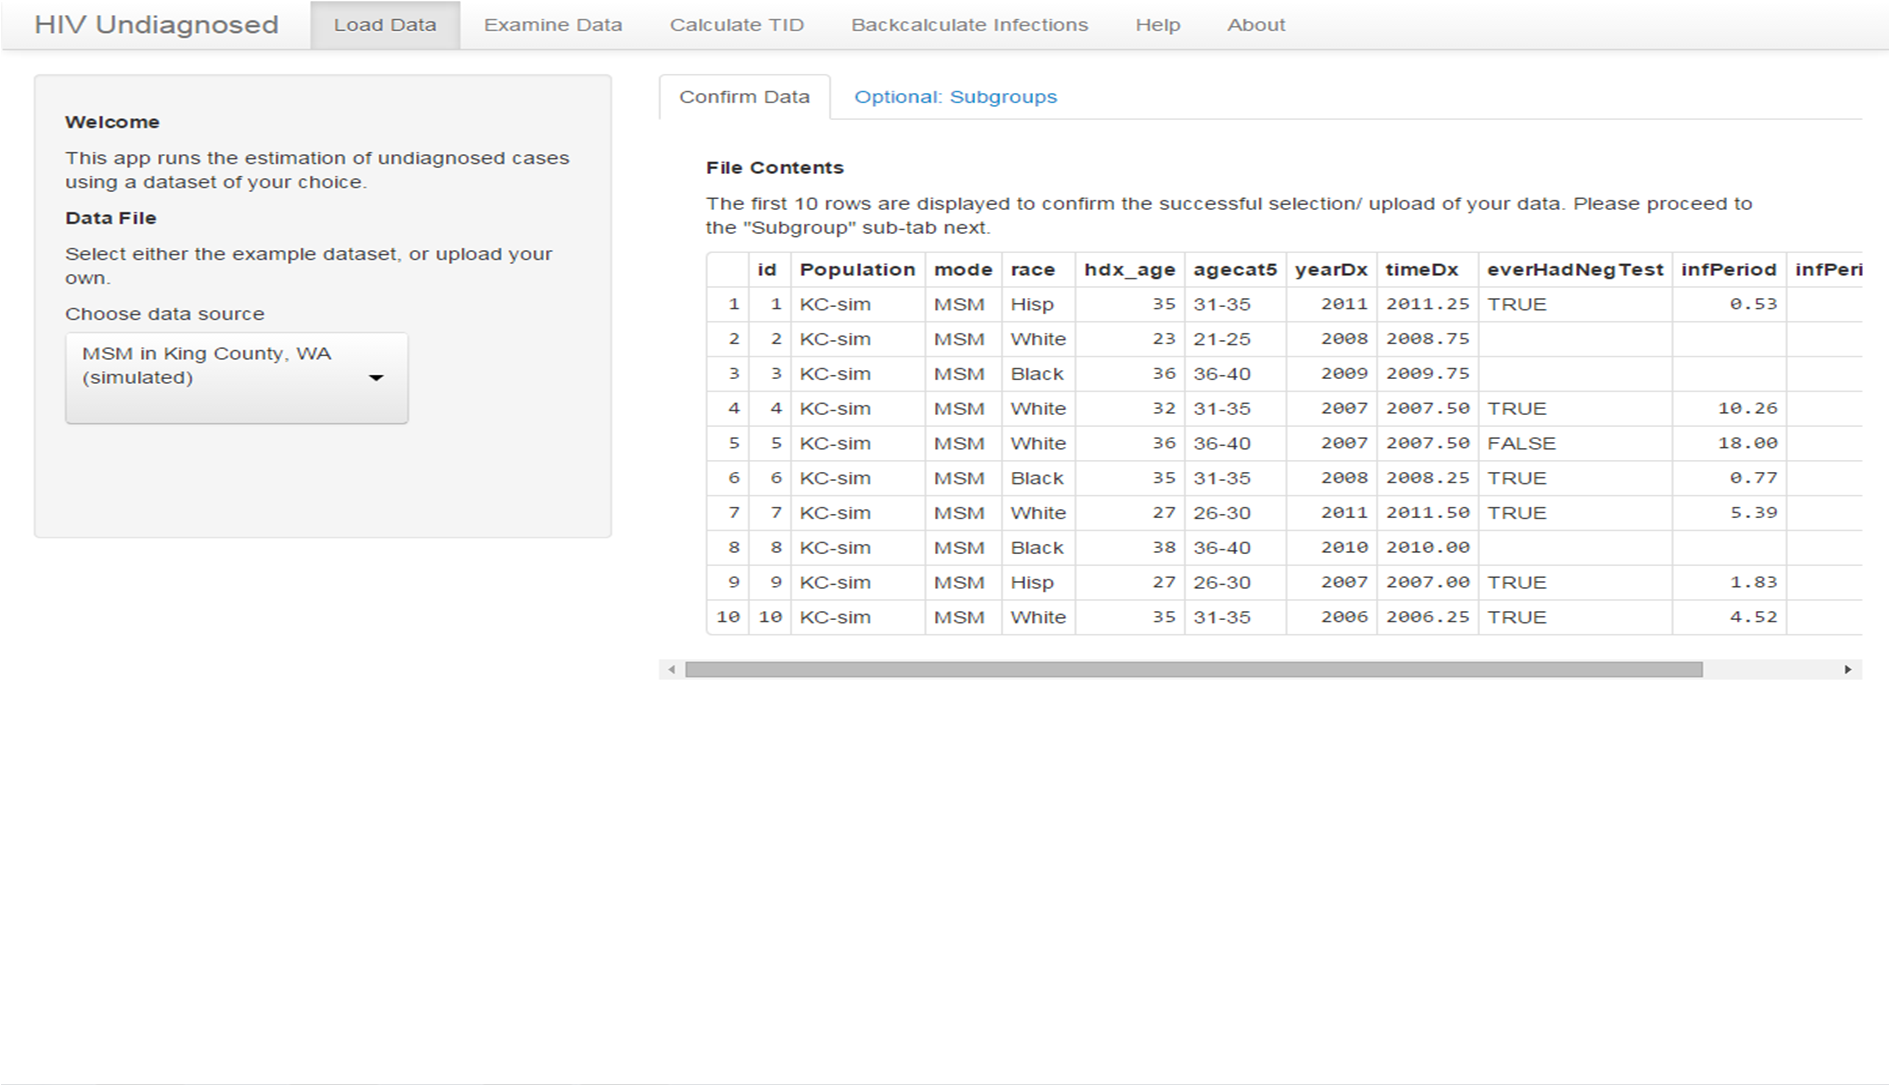 HIV Undiagnosed Load Data Examine Data Calculate TID Backcalculate Infections Help About
Welcome
This app runs the estimation of undiagnosed cases
using a dataset of your choice.
Data File
Select either the example dataset, or upload your
own.
Choose data source
MSM in King County, WA
(simulated)
Confirm Data Optional: Subgroups
File Contents
The first 10 rows are displayed to confirm the successful selection/ upload of your data. Please proceed to
the "Subgroup" sub-tab next.
id Population mode race hdx_age agecat5 yearDx timeDx everHadNegTest infPeriod infPeri
1 1 KC-sim MSM Hisp 35 31-35 2011 2011.25 TRUE 0.53
2 2 KC-sim MSM White 23 21-25 2008 2008.75
3 3 KC-sim MSM Black 36 36-40 2009 2009.75
4 4 KC-sim MSM White 32 31-35 2007 2007.50 TRUE 10.26
5 5 KC-sim MSM White 36 36-40 2007 2007.50 FALSE 18.00
6 6 KC-sim MSM Black 35 31-35 2008 2008.25 TRUE 0.77
7 7 KC-sim MSM White 27 26-30 2011 2011.50 TRUE 5.39
8 8 KC-sim MSM Black 38 36-40 2010 2010.00
9 9 KC-sim MSM Hisp 27 26-30 2007 2007.00 TRUE 1.83
10 10 KC-sim MSM White 35 31-35 2006 2006.25 TRUE 4.52